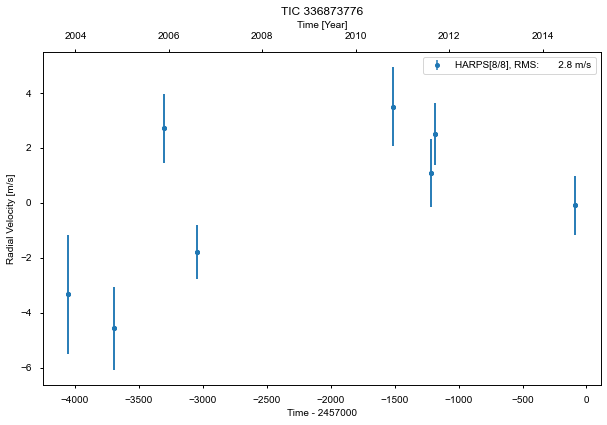 TIC 336873776
Time [Year]
2004 2006 2008 2010 2012 2014
HARPS[8/8], RMS: 2.8 m/s
Radial Velocity [m/s]
4
2
0
−2
−4
−6
−4000 −3500 −3000 −2500 −2000 −1500 −1000 −500 0
Time - 2457000